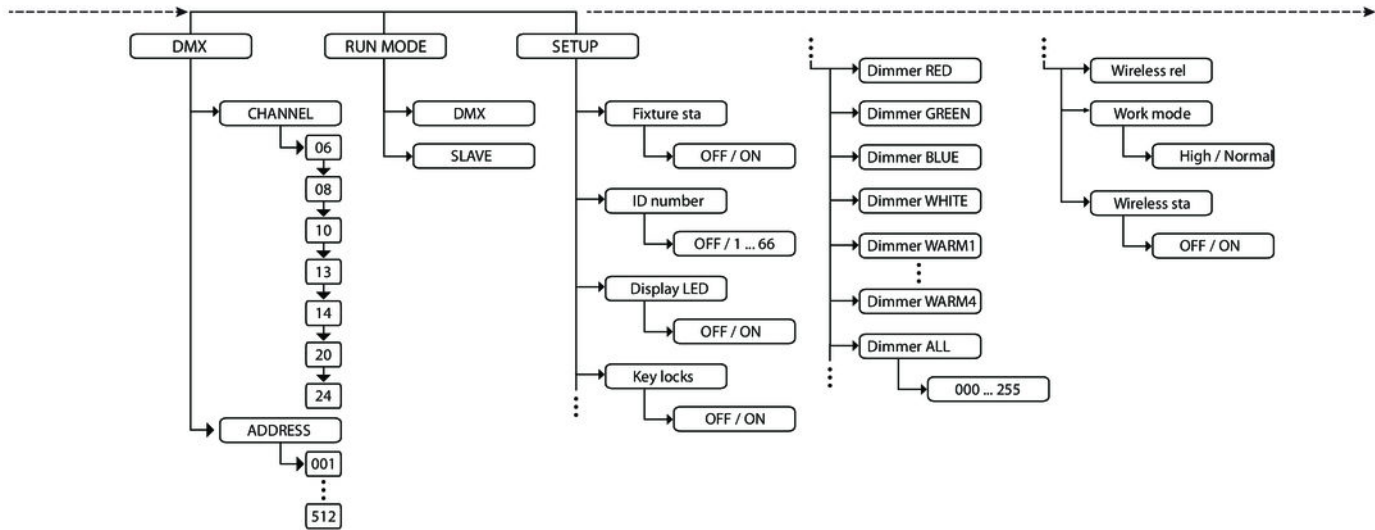 DMX
RUN MODE
SETUP
CHANNEL
06
08
10
13
14
20
24
ADDRESS
001
512
DMX
SLAVE
Fixture sta
OFF / ON
ID number
OFF / 1 ... 66
Display LED
OFF / ON
Key locks
OFF / ON
Dimmer RED
Dimmer GREEN
Dimmer BLUE
Dimmer WHITE
Dimmer WARM1
Dimmer WARM4
Dimmer ALL
000 ... 255
Wireless rel
Work mode
High / Normal
Wireless sta
OFF / ON